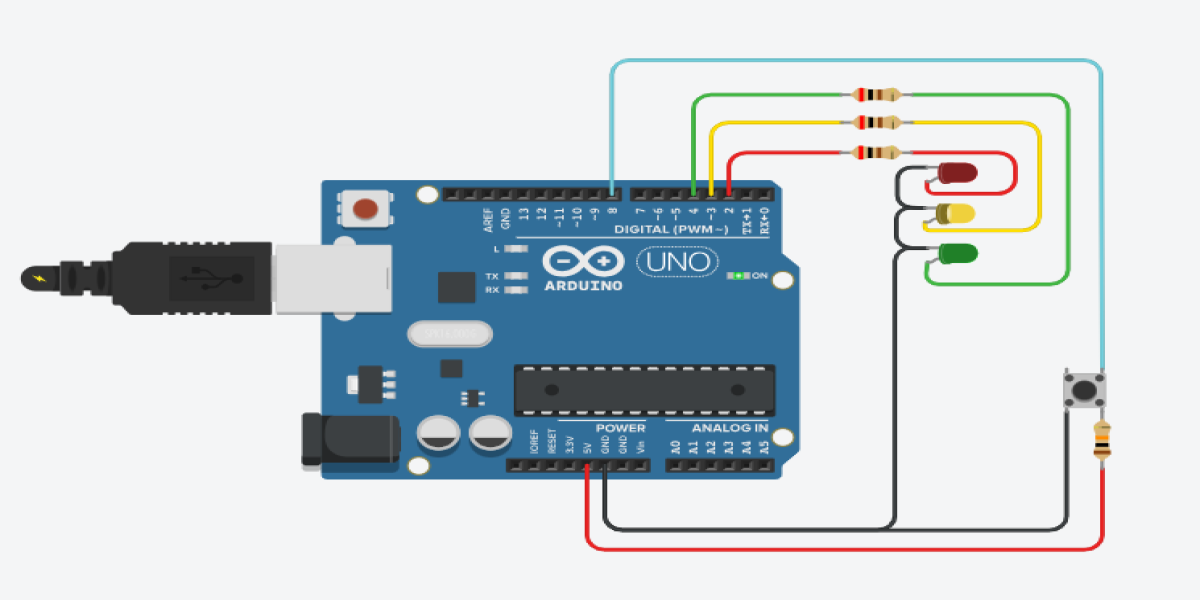 AREF
GND
13
12
~11
~10
~9
8
7
~6
~5
4
~3
2
TX→1
RX←0
DIGITAL (PWM~)
L
TX
RX
UNO
ON
ARDUINO
POWER
ANALOG IN
IOREF
RESET
3.3V
5V
GND
GND
Vin
A0
A1
A2
A3
A4
A5